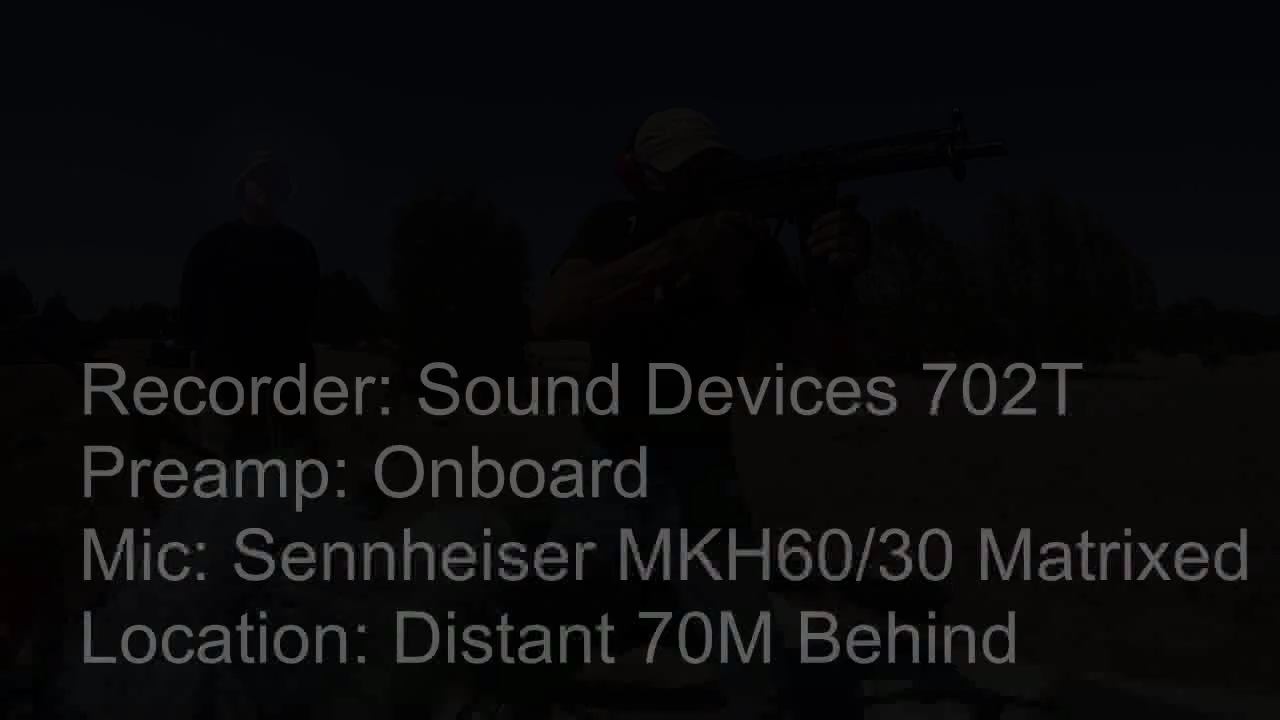 Recorder: Sound Devices 702T
Preamp: Onboard
Mic: Sennheiser MKH60/30 Matrixed
Location: Distant 70M Behind